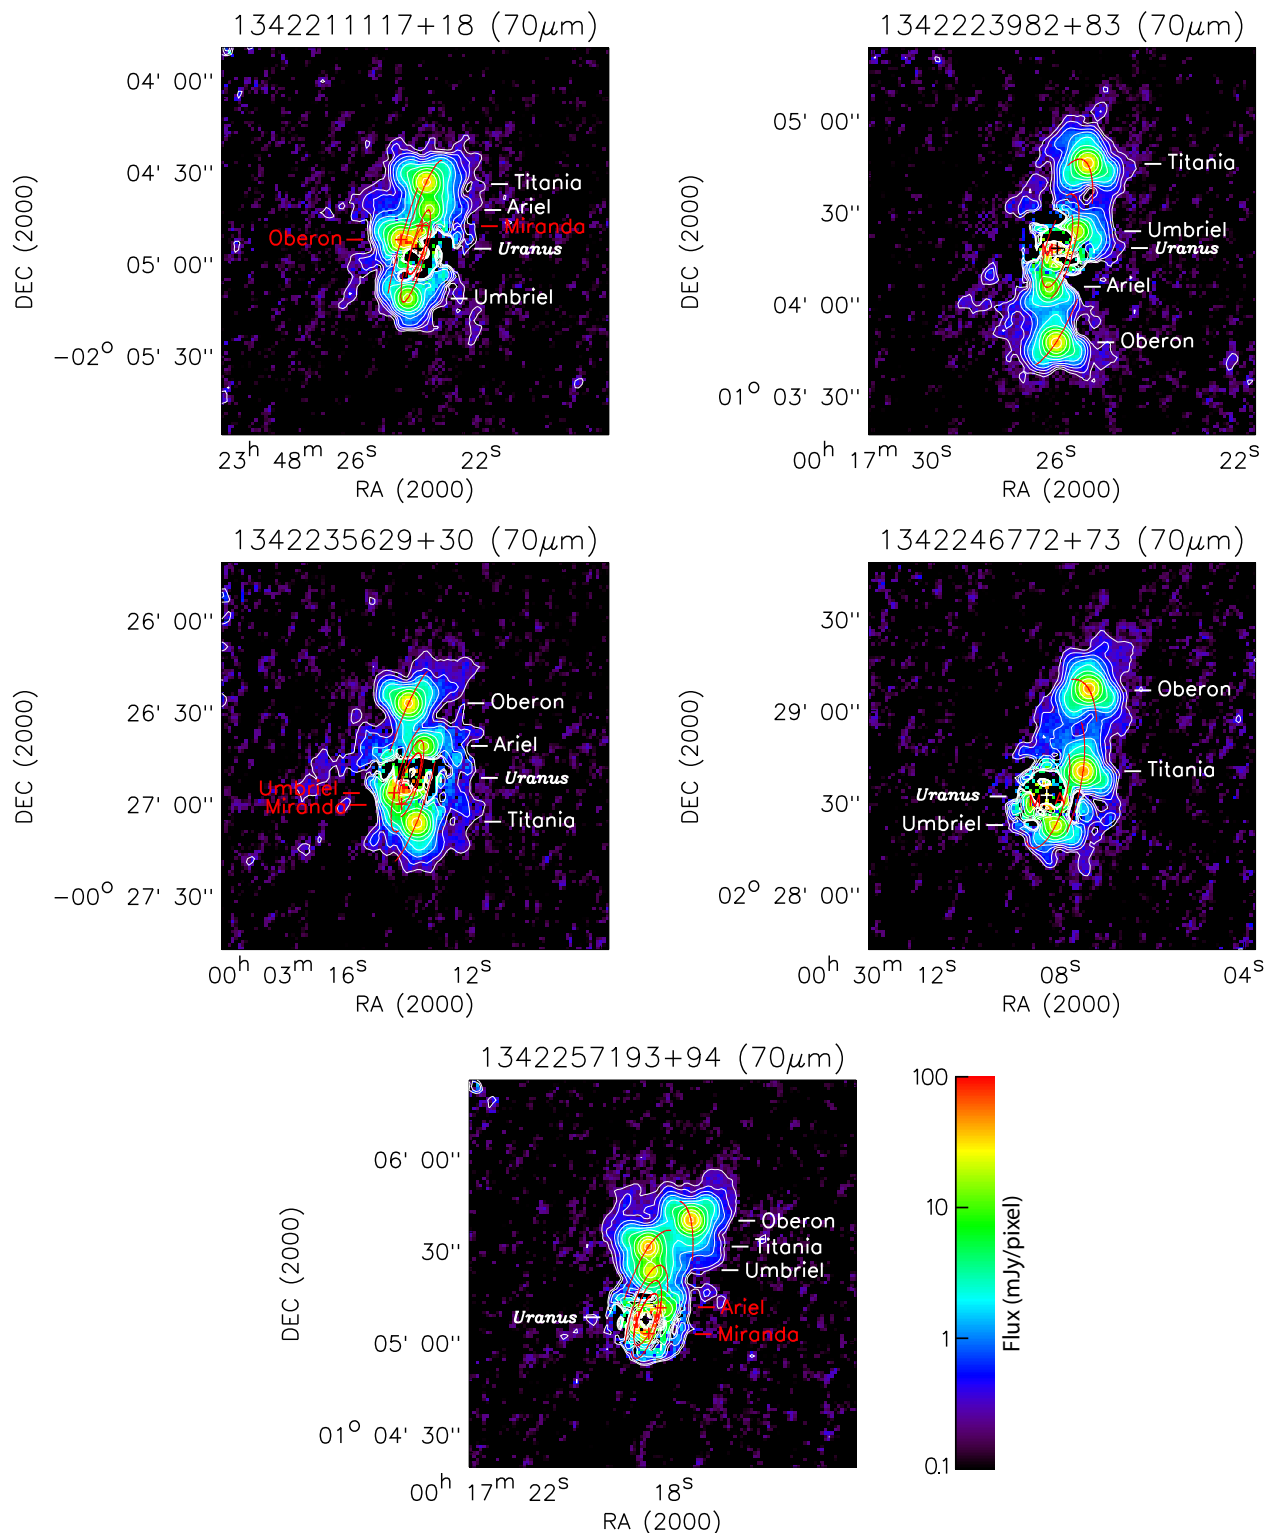 1342211117+18 (70μm)
04' 00''
04' 30''
05' 00''
−02° 05' 30''
DEC (2000)
Titania
Ariel
Miranda
Oberon
Uranus
Umbriel
23h 48m 26s 22s
RA (2000)
1342223982+83 (70μm)
05' 00''
30''
04' 00''
01° 03' 30''
DEC (2000)
Titania
Umbriel
Uranus
M
Ariel
Oberon
00h 17m 30s 26s 22s
RA (2000)
1342235629+30 (70μm)
26' 00''
26' 30''
27' 00''
−00° 27' 30''
DEC (2000)
Oberon
Ariel
Uranus
Umbriel
Miranda
Titania
00h 03m 16s 12s
RA (2000)
1342246772+73 (70μm)
30''
29' 00''
30''
02° 28' 00''
DEC (2000)
Oberon
Titania
Uranus
M A
Umbriel
00h 30m 12s 08s 04s
RA (2000)
1342257193+94 (70μm)
06' 00''
30''
05' 00''
01° 04' 30''
DEC (2000)
Oberon
Titania
Umbriel
Ariel
Uranus
Miranda
00h 17m 22s 18s
RA (2000)
100
10
1
0.1
Flux (mJy/pixel)